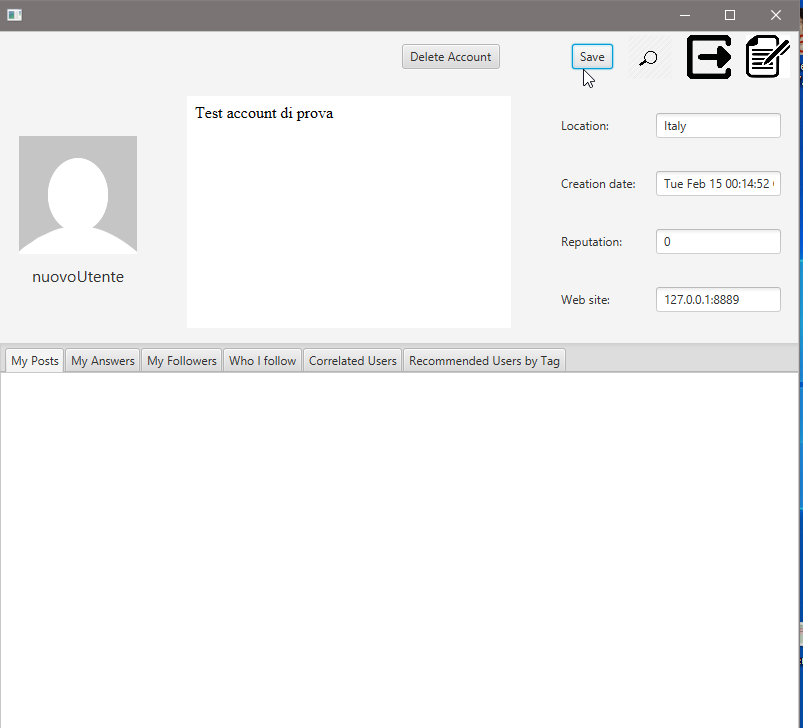 Delete Account
Save
Test account di prova
Location:
Italy
Creation date:
Tue Feb 15 00:14:52
Reputation:
0
Web site:
127.0.0.1:8889
nuovoUtente
My Posts
My Answers
My Followers
Who I follow
Correlated Users
Recommended Users by Tag